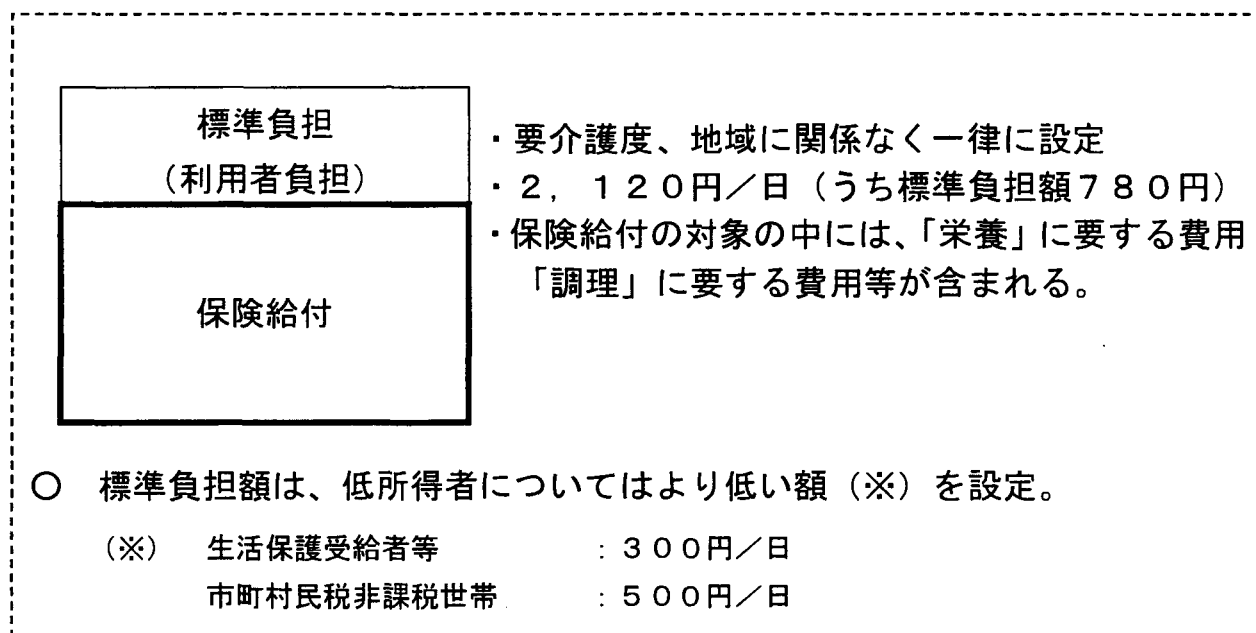 標準負担
（利用者負担）
保険給付
・要介護度、地域に関係なく一律に設定
・２，１２０円／日（うち標準負担額７８０円）
・保険給付の対象の中には、「栄養」に要する費用
「調理」に要する費用等が含まれる。
○　標準負担額は、低所得者についてはより低い額（※）を設定。
（※）　生活保護受給者等　：３００円／日
市町村民税非課税世帯　：５００円／日